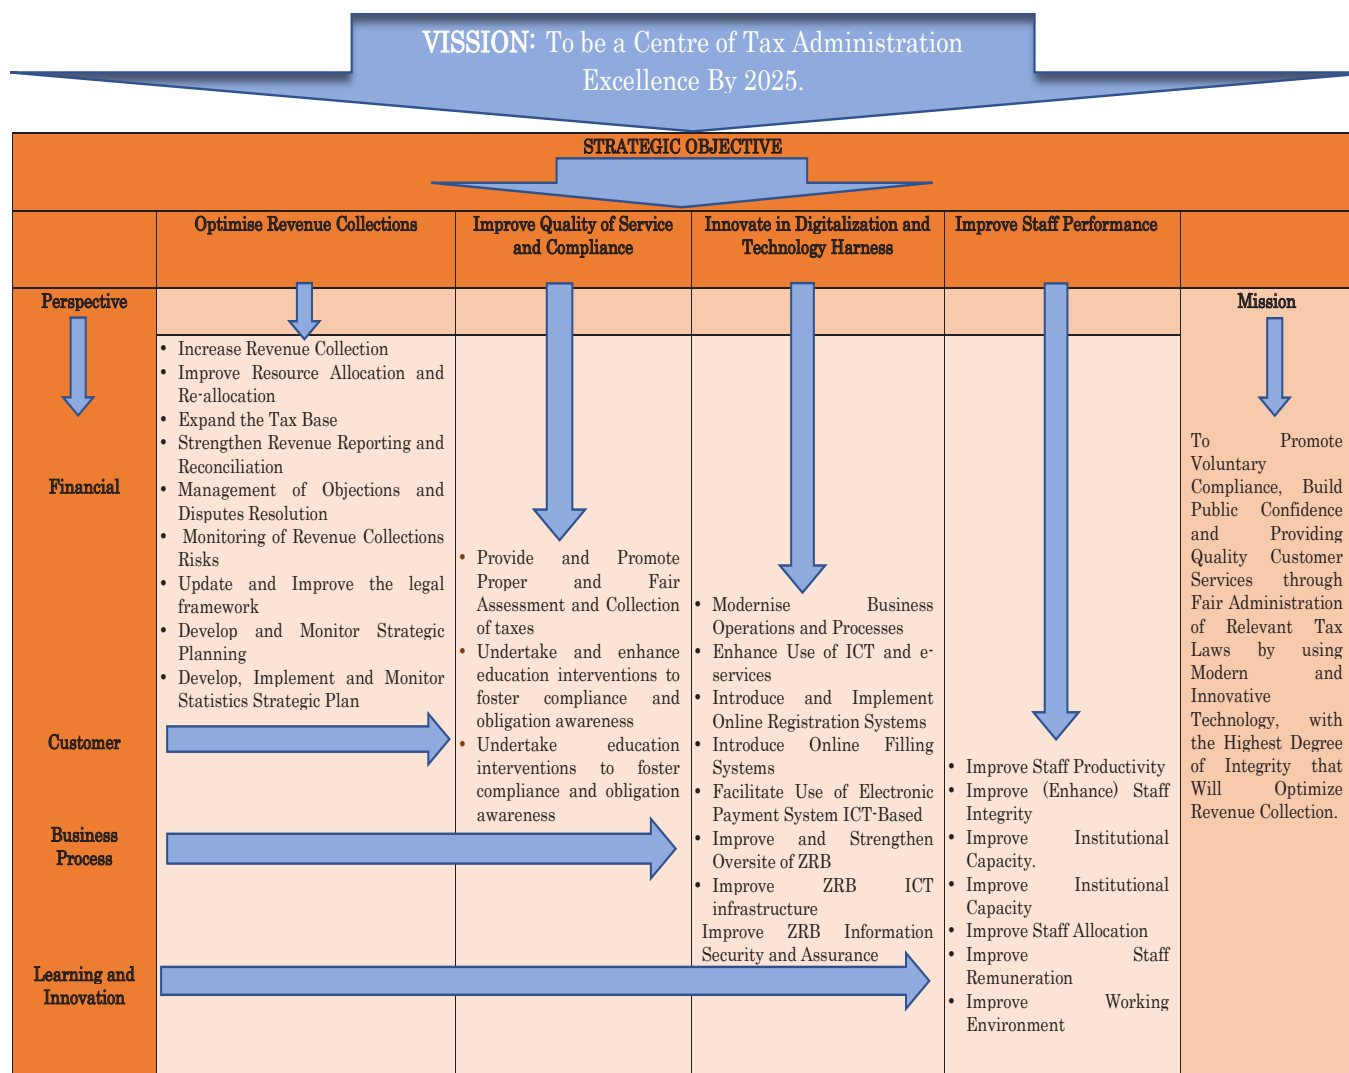 VISSION: To be a Centre of Tax Administration
Excellence By 2025.
STRATEGIC OBJECTIVE
Optimise Revenue Collections
Improve Quality of Service
and Compliance
Innovate in Digitalization and
Technology Harness
Improve Staff Performance
Perspective
Financial
Customer
Business
Process
Learning and
Innovation
• Increase Revenue Collection
• Improve Resource Allocation and
Re-allocation
• Expand the Tax Base
• Strengthen Revenue Reporting and
Reconciliation
• Management of Objections and
Disputes Resolution
• Monitoring of Revenue Collections
Risks
• Update and Improve the legal
framework
• Develop and Monitor Strategic
Planning
• Develop, Implement and Monitor
Statistics Strategic Plan
• Provide and Promote
Proper and Fair
Assessment and Collection
of taxes
• Undertake and enhance
education interventions to
foster compliance and
obligation awareness
• Undertake education
interventions to foster
compliance and obligation
awareness
• Modernise Business
Operations and Processes
• Enhance Use of ICT and e-
services
• Introduce and Implement
Online Registration Systems
• Introduce Online Filling
Systems
• Facilitate Use of Electronic
Payment System ICT-Based
• Improve and Strengthen
Oversite of ZRB
• Improve ZRB ICT
infrastructure
Improve ZRB Information
Security and Assurance
• Improve Staff Productivity
• Improve (Enhance) Staff
Integrity
• Improve Institutional
Capacity.
• Improve Institutional
Capacity
• Improve Staff Allocation
• Improve Staff
Remuneration
• Improve Working
Environment
Mission
To Promote
Voluntary
Compliance, Build
Public Confidence
and Providing
Quality Customer
Services through
Fair Administration
of Relevant Tax
Laws by using
Modern and
Innovative
Technology, with
the Highest Degree
of Integrity that
Will Optimize
Revenue Collection.